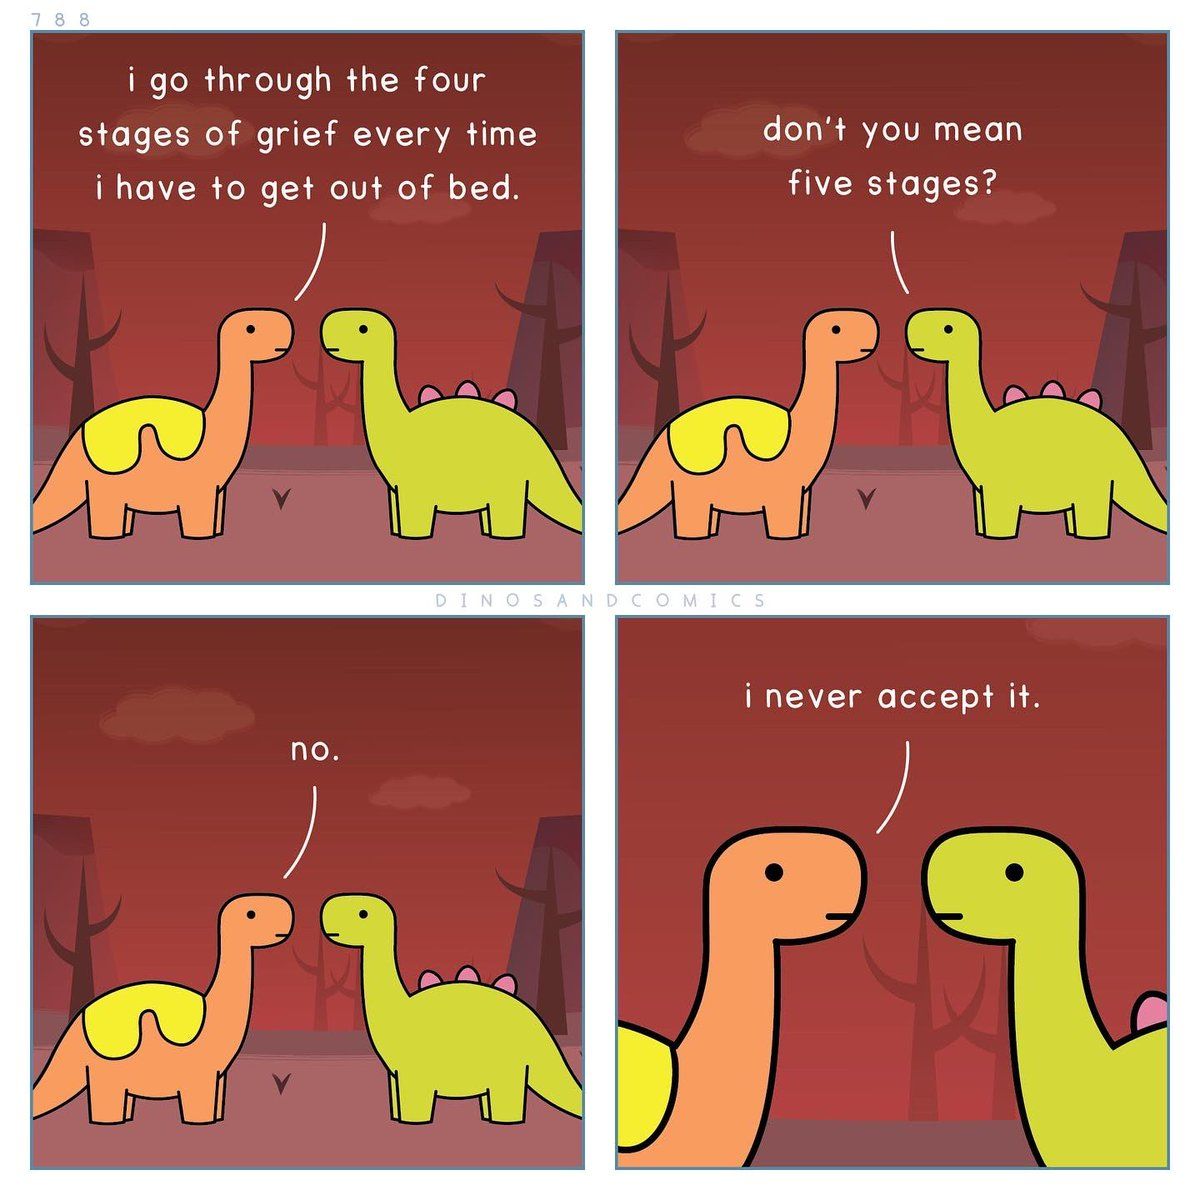 788
i go through the four
stages of grief every time
i have to get out of bed.
don't you mean
five stages?
DINOSANDCOMICS
no.
i never accept it.